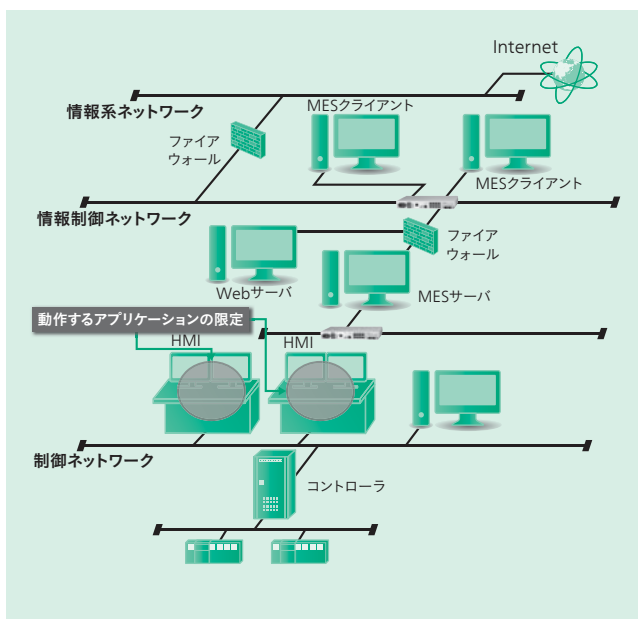 Internet
情報系ネットワーク
MESクライアント
ファイア
ウォール
MESクライアント
情報制御ネットワーク
ファイア
ウォール
Webサーバ
MESサーバ
動作するアプリケーションの限定
HMI
HMI
制御ネットワーク
コントローラ